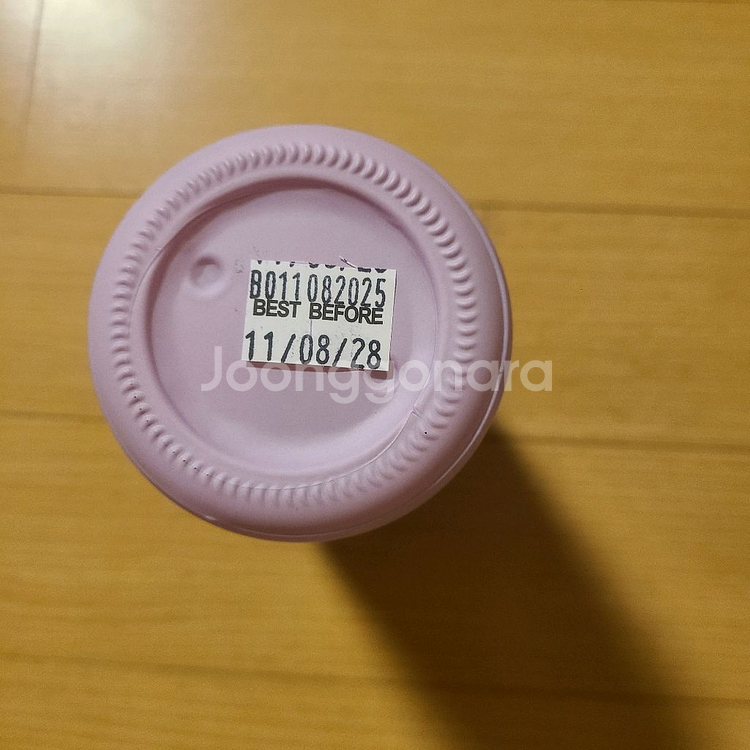 B011082025
BEST BEFORE
11/08/28
Joonggonara